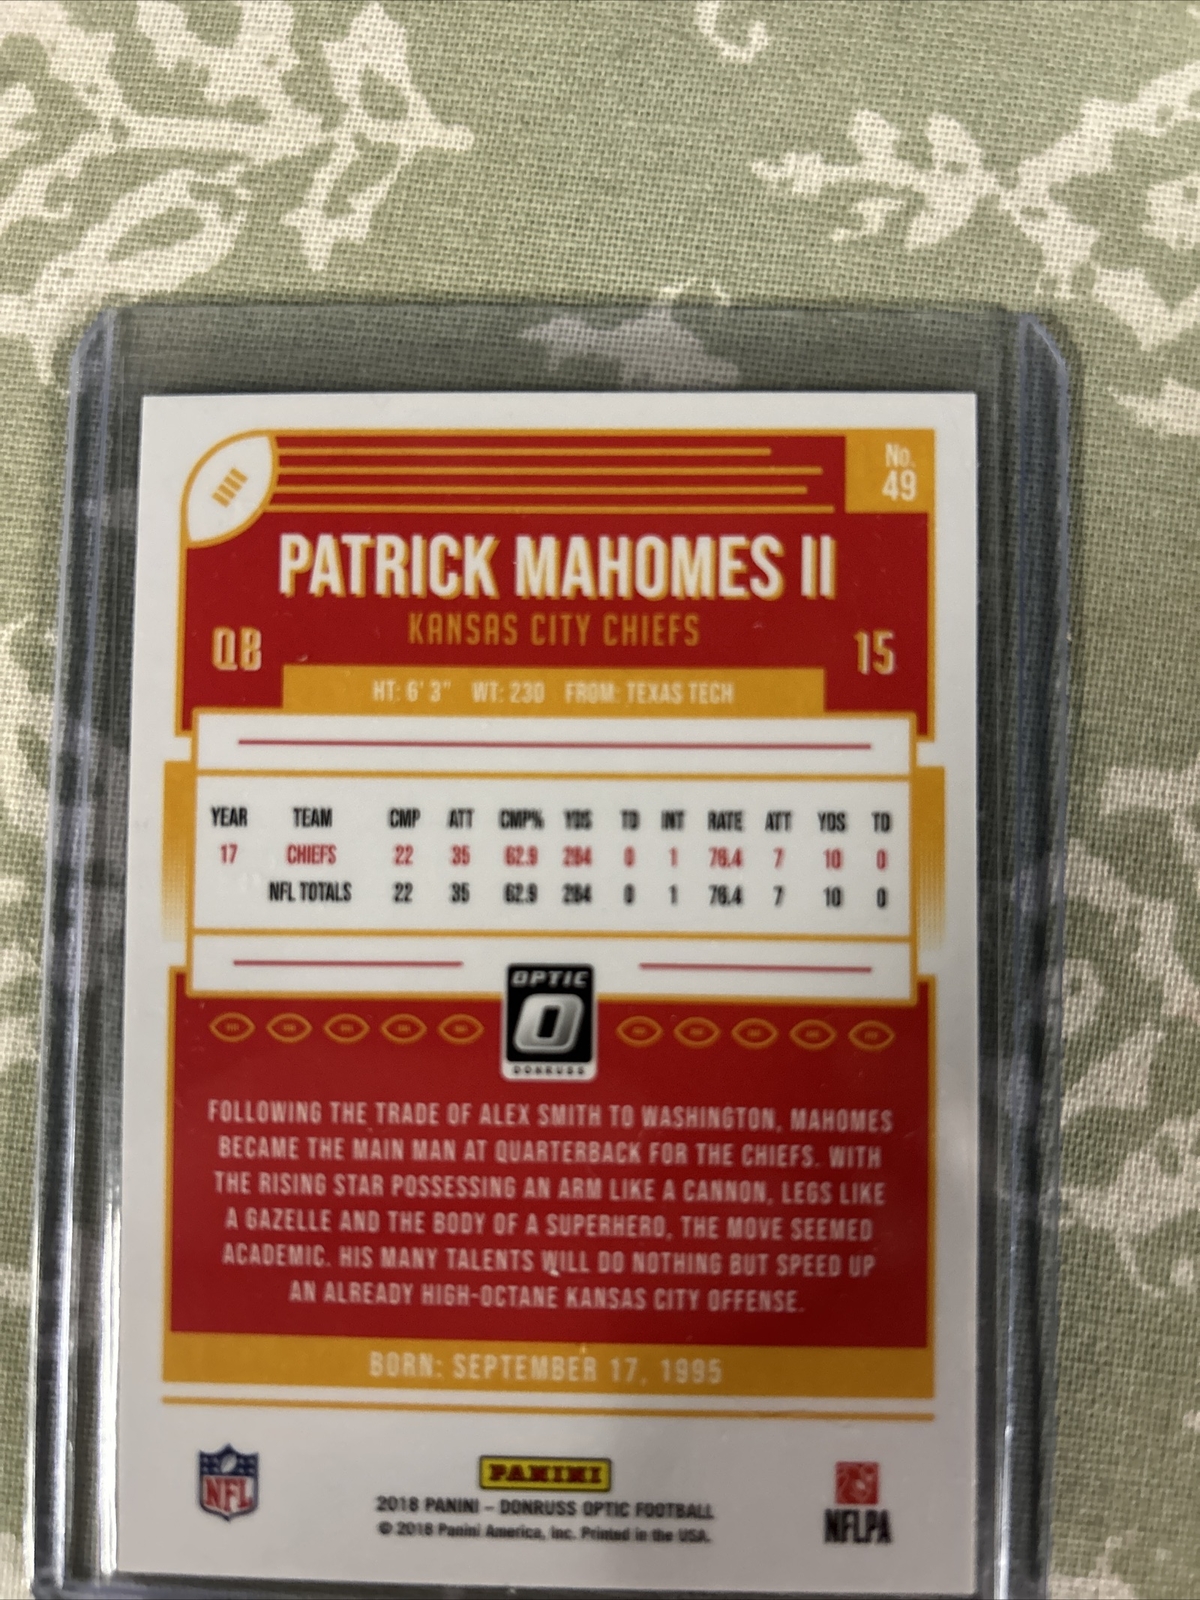 No.
49
PATRICK MAHOMES II
KANSAS CITY CHIEFS
QB 15
HT: 6' 3" WT: 230 FROM: TEXAS TECH
YEAR TEAM CMP ATT CMP% YDS TD INT RATE ATT YDS TD
17 CHIEFS 22 35 62.9 284 0 1 76.4 7 10 0
NFL TOTALS 22 35 62.9 284 0 1 76.4 7 10 0
OPTIC
O
DONRUSS
FOLLOWING THE TRADE OF ALEX SMITH TO WASHINGTON, MAHOMES
BECAME THE MAIN MAN AT QUARTERBACK FOR THE CHIEFS. WITH
THE RISING STAR POSSESSING AN ARM LIKE A CANNON, LEGS LIKE
A GAZELLE AND THE BODY OF A SUPERHERO, THE MOVE SEEMED
ACADEMIC. HIS MANY TALENTS WILL DO NOTHING BUT SPEED UP
AN ALREADY HIGH-OCTANE KANSAS CITY OFFENSE.
BORN: SEPTEMBER 17, 1995
NFL
PANINI
2018 PANINI – DONRUSS OPTIC FOOTBALL
© 2018 Panini America, Inc. Printed in the USA.
NFLPA